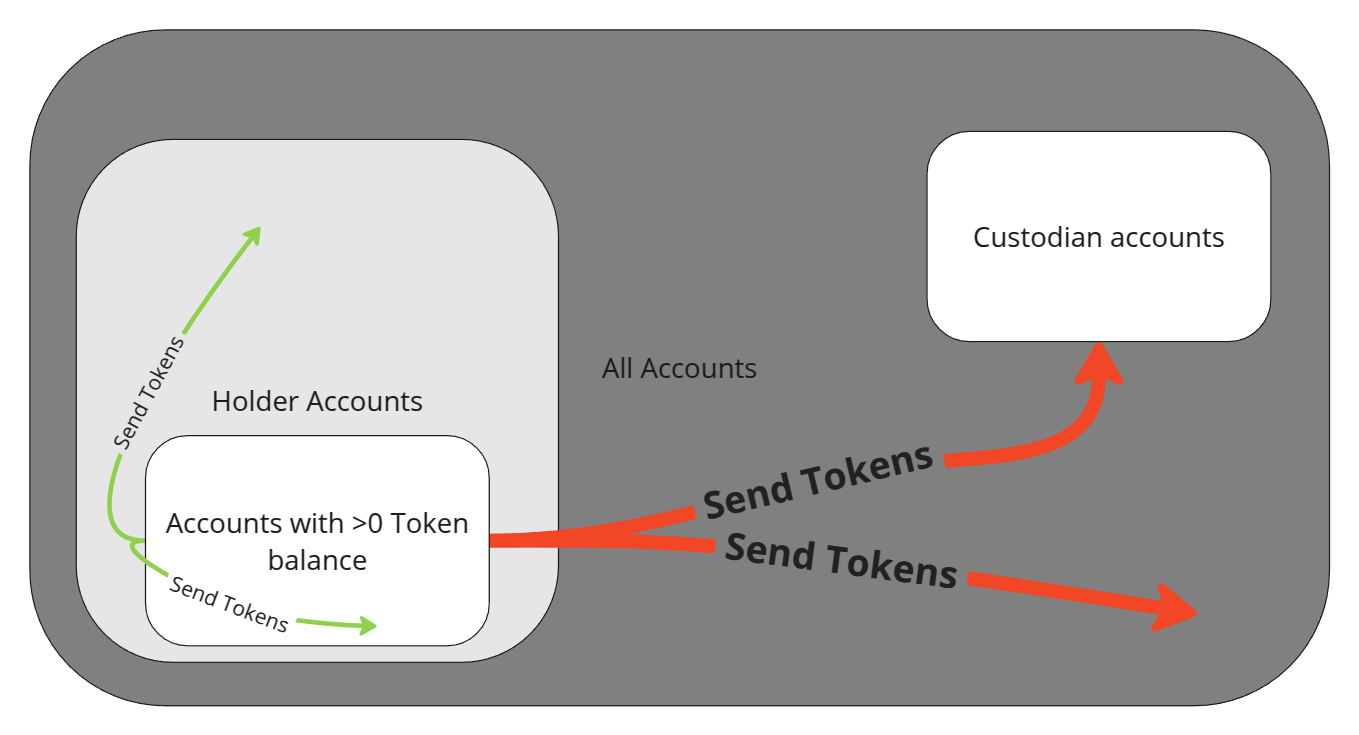 Custodian accounts
All Accounts
Send Tokens
Holder Accounts
Send Tokens
Accounts with >0 Token
balance
Send Tokens
Send Tokens